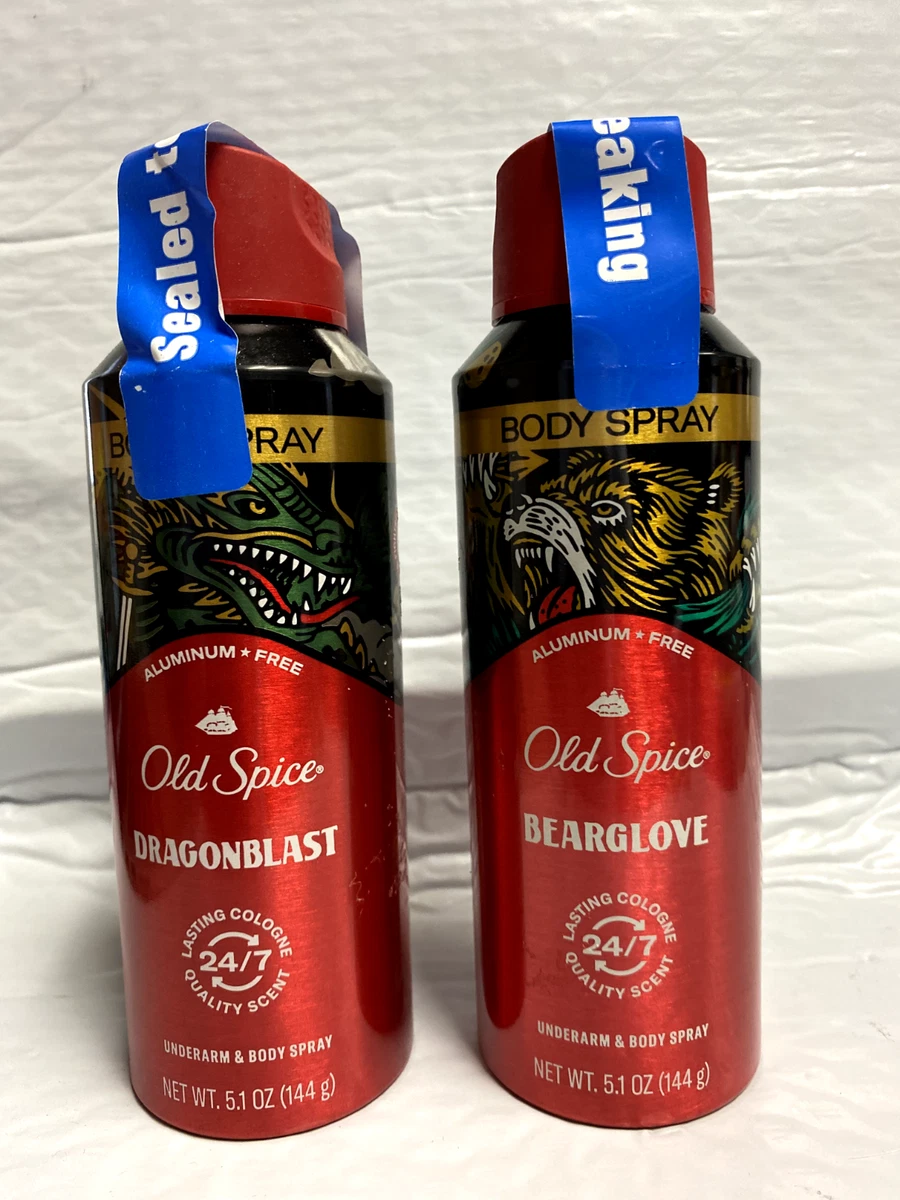 Sealed to
BODY SPRAY
ALUMINUM ★ FREE
Old Spice®
DRAGONBLAST
LASTING COLOGNE
24/7
QUALITY SCENT
UNDERARM & BODY SPRAY
NET WT. 5.1 OZ (144 g)
eaking
BODY SPRAY
ALUMINUM ★ FREE
Old Spice®
BEARGLOVE
LASTING COLOGNE
24/7
QUALITY SCENT
UNDERARM & BODY SPRAY
NET WT. 5.1 OZ (144 g)